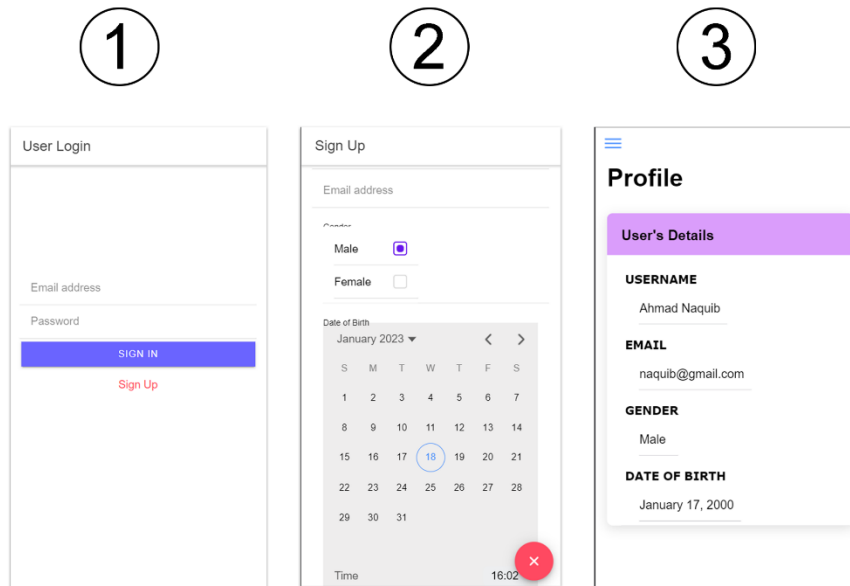 1
2
3
User Login
Email address
Password
SIGN IN
Sign Up
Sign Up
Email address
Gender
Male
Female
Date of Birth
January 2023
S M T W T F S
1 2 3 4 5 6 7
8 9 10 11 12 13 14
15 16 17 18 19 20 21
22 23 24 25 26 27 28
29 30 31
Time 16:02
Profile
User's Details
USERNAME
Ahmad Naquib
EMAIL
naquib@gmail.com
GENDER
Male
DATE OF BIRTH
January 17, 2000